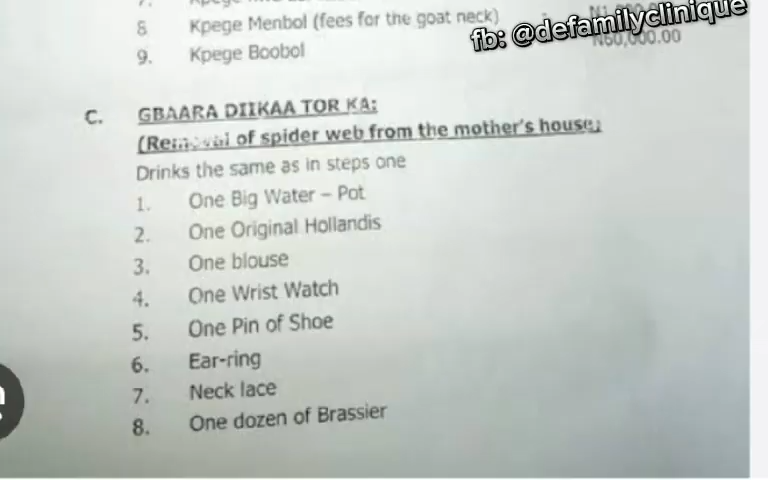 8 Kpege Menbol (fees for the goat neck)
9. Kpege Boobol N60,000.00
fb: @defamilyclinique
C. GBAARA DIIKAA TOR KA:
(Removal of spider web from the mother's house)
Drinks the same as in steps one
1. One Big Water – Pot
2. One Original Hollandis
3. One blouse
4. One Wrist Watch
5. One Pin of Shoe
6. Ear-ring
7. Neck lace
8. One dozen of Brassier